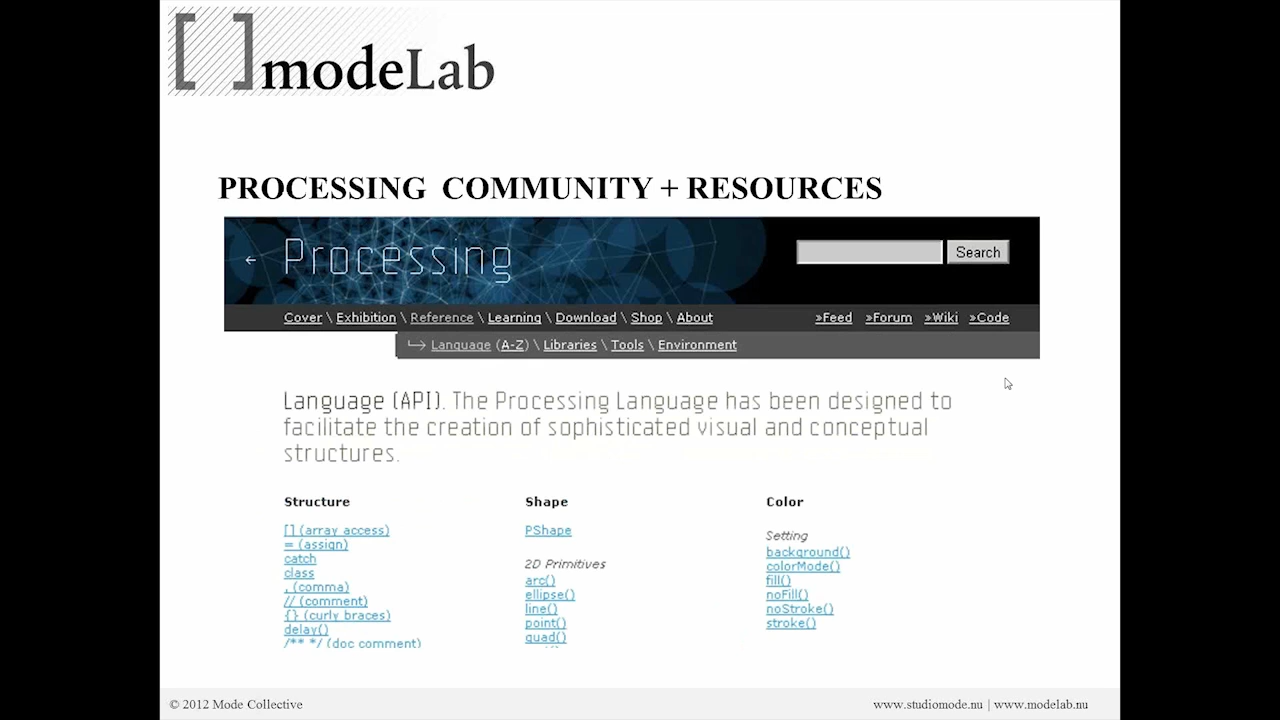 [ ] modeLab
PROCESSING COMMUNITY + RESOURCES
← Processing
Search
Cover \ Exhibition \ Reference \ Learning \ Download \ Shop \ About
»Feed »Forum »Wiki »Code
Language (A-Z) \ Libraries \ Tools \ Environment
Language (API). The Processing Language has been designed to
facilitate the creation of sophisticated visual and conceptual
structures.
Structure
[] (array access)
= (assign)
catch
class
, (comma)
// (comment)
{} (curly braces)
delay()
/** */ (doc comment)
Shape
PShape
2D Primitives
arc()
ellipse()
line()
point()
quad()
Color
Setting
background()
colorMode()
fill()
noFill()
noStroke()
stroke()
© 2012 Mode Collective
www.studiomode.nu | www.modelab.nu